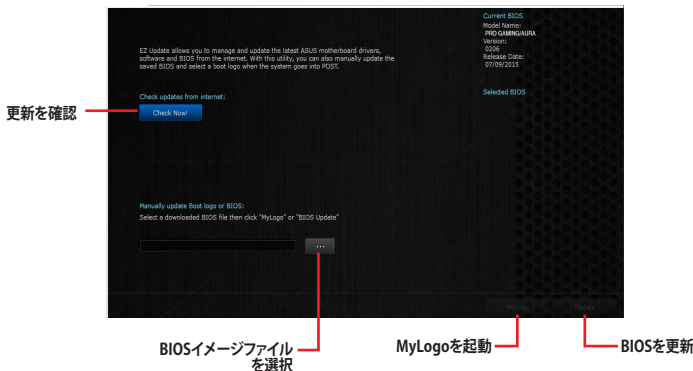 Current BIOS
Model Name:
PRO GAMING/AURA
Version:
0206
Release Date:
07/09/2015
Selected BIOS
EZ Update allows you to manage and update the latest ASUS motherboard drivers,
software and BIOS from the internet. With this utility, you can also manually update the
saved BIOS and select a boot logo when the system goes into POST.
Check updates from internet:
Check Now!
更新を確認
Manually update Boot logo or BIOS:
Select a downloaded BIOS file then click "MyLogo" or "BIOS Update"
...
MyLogo
Update
BIOSイメージファイル
を選択
MyLogoを起動
BIOSを更新